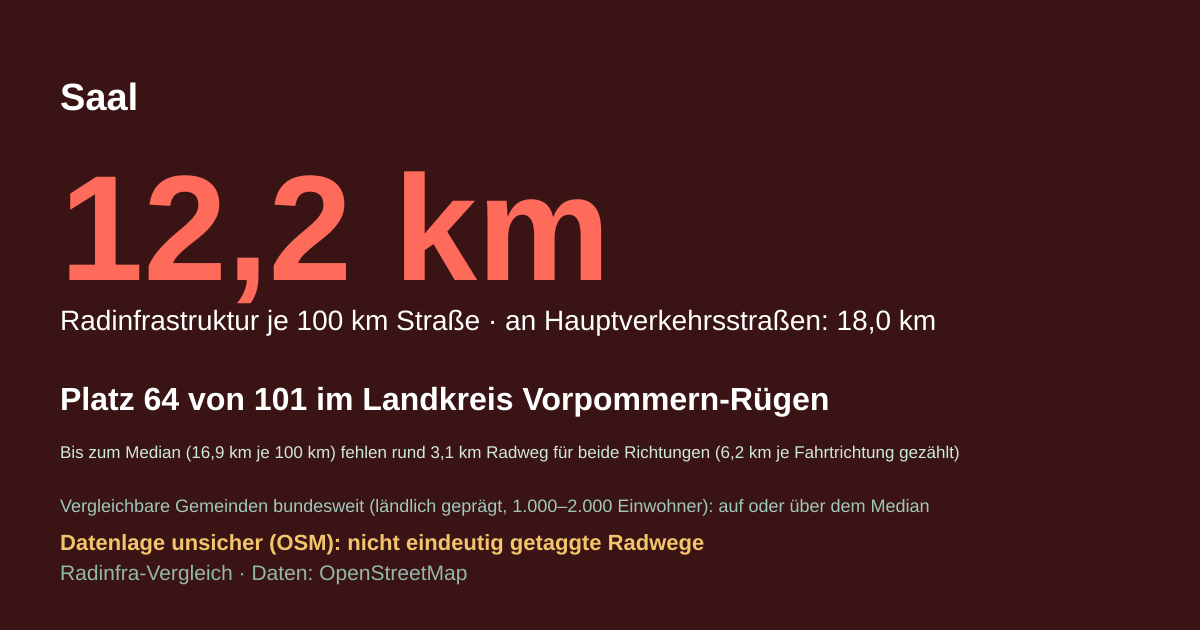 Saal
12,2 km
Radinfrastruktur je 100 km Straße · an Hauptverkehrsstraßen: 18,0 km
Platz 64 von 101 im Landkreis Vorpommern-Rügen
Bis zum Median (16,9 km je 100 km) fehlen rund 3,1 km Radweg für beide Richtungen (6,2 km je Fahrtrichtung gezählt)
Vergleichbare Gemeinden bundesweit (ländlich geprägt, 1.000–2.000 Einwohner): auf oder über dem Median
Datenlage unsicher (OSM): nicht eindeutig getaggte Radwege
Radinfra-Vergleich · Daten: OpenStreetMap